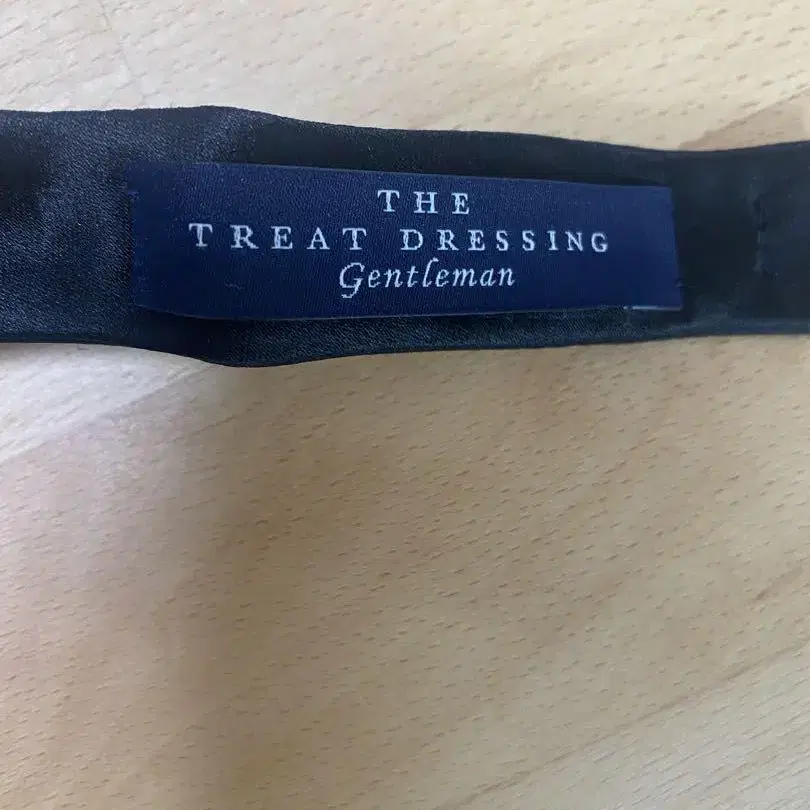 THE
TREAT DRESSING
Gentleman